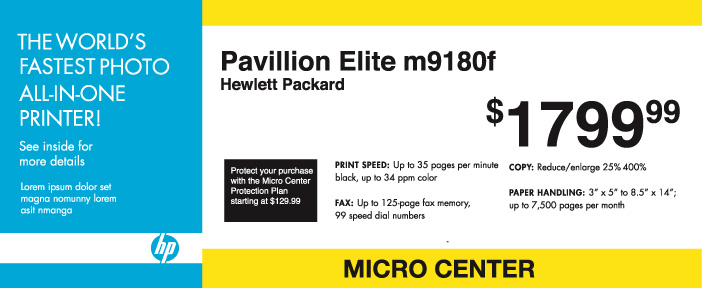 THE WORLD'S
FASTEST PHOTO
ALL-IN-ONE
PRINTER!
See inside for
more details
Lorem ipsum dolor set
magna nomunny lorem
asit nmanga
hp
Pavillion Elite m9180f
Hewlett Packard
$1799.99
Protect your purchase
with the Micro Center
Protection Plan
starting at $129.99
PRINT SPEED: Up to 35 pages per minute
black, up to 34 ppm color
FAX: Up to 125-page fax memory,
99 speed dial numbers
COPY: Reduce/enlarge 25% 400%
PAPER HANDLING: 3" x 5" to 8.5" x 14";
up to 7,500 pages per month
MICRO CENTER